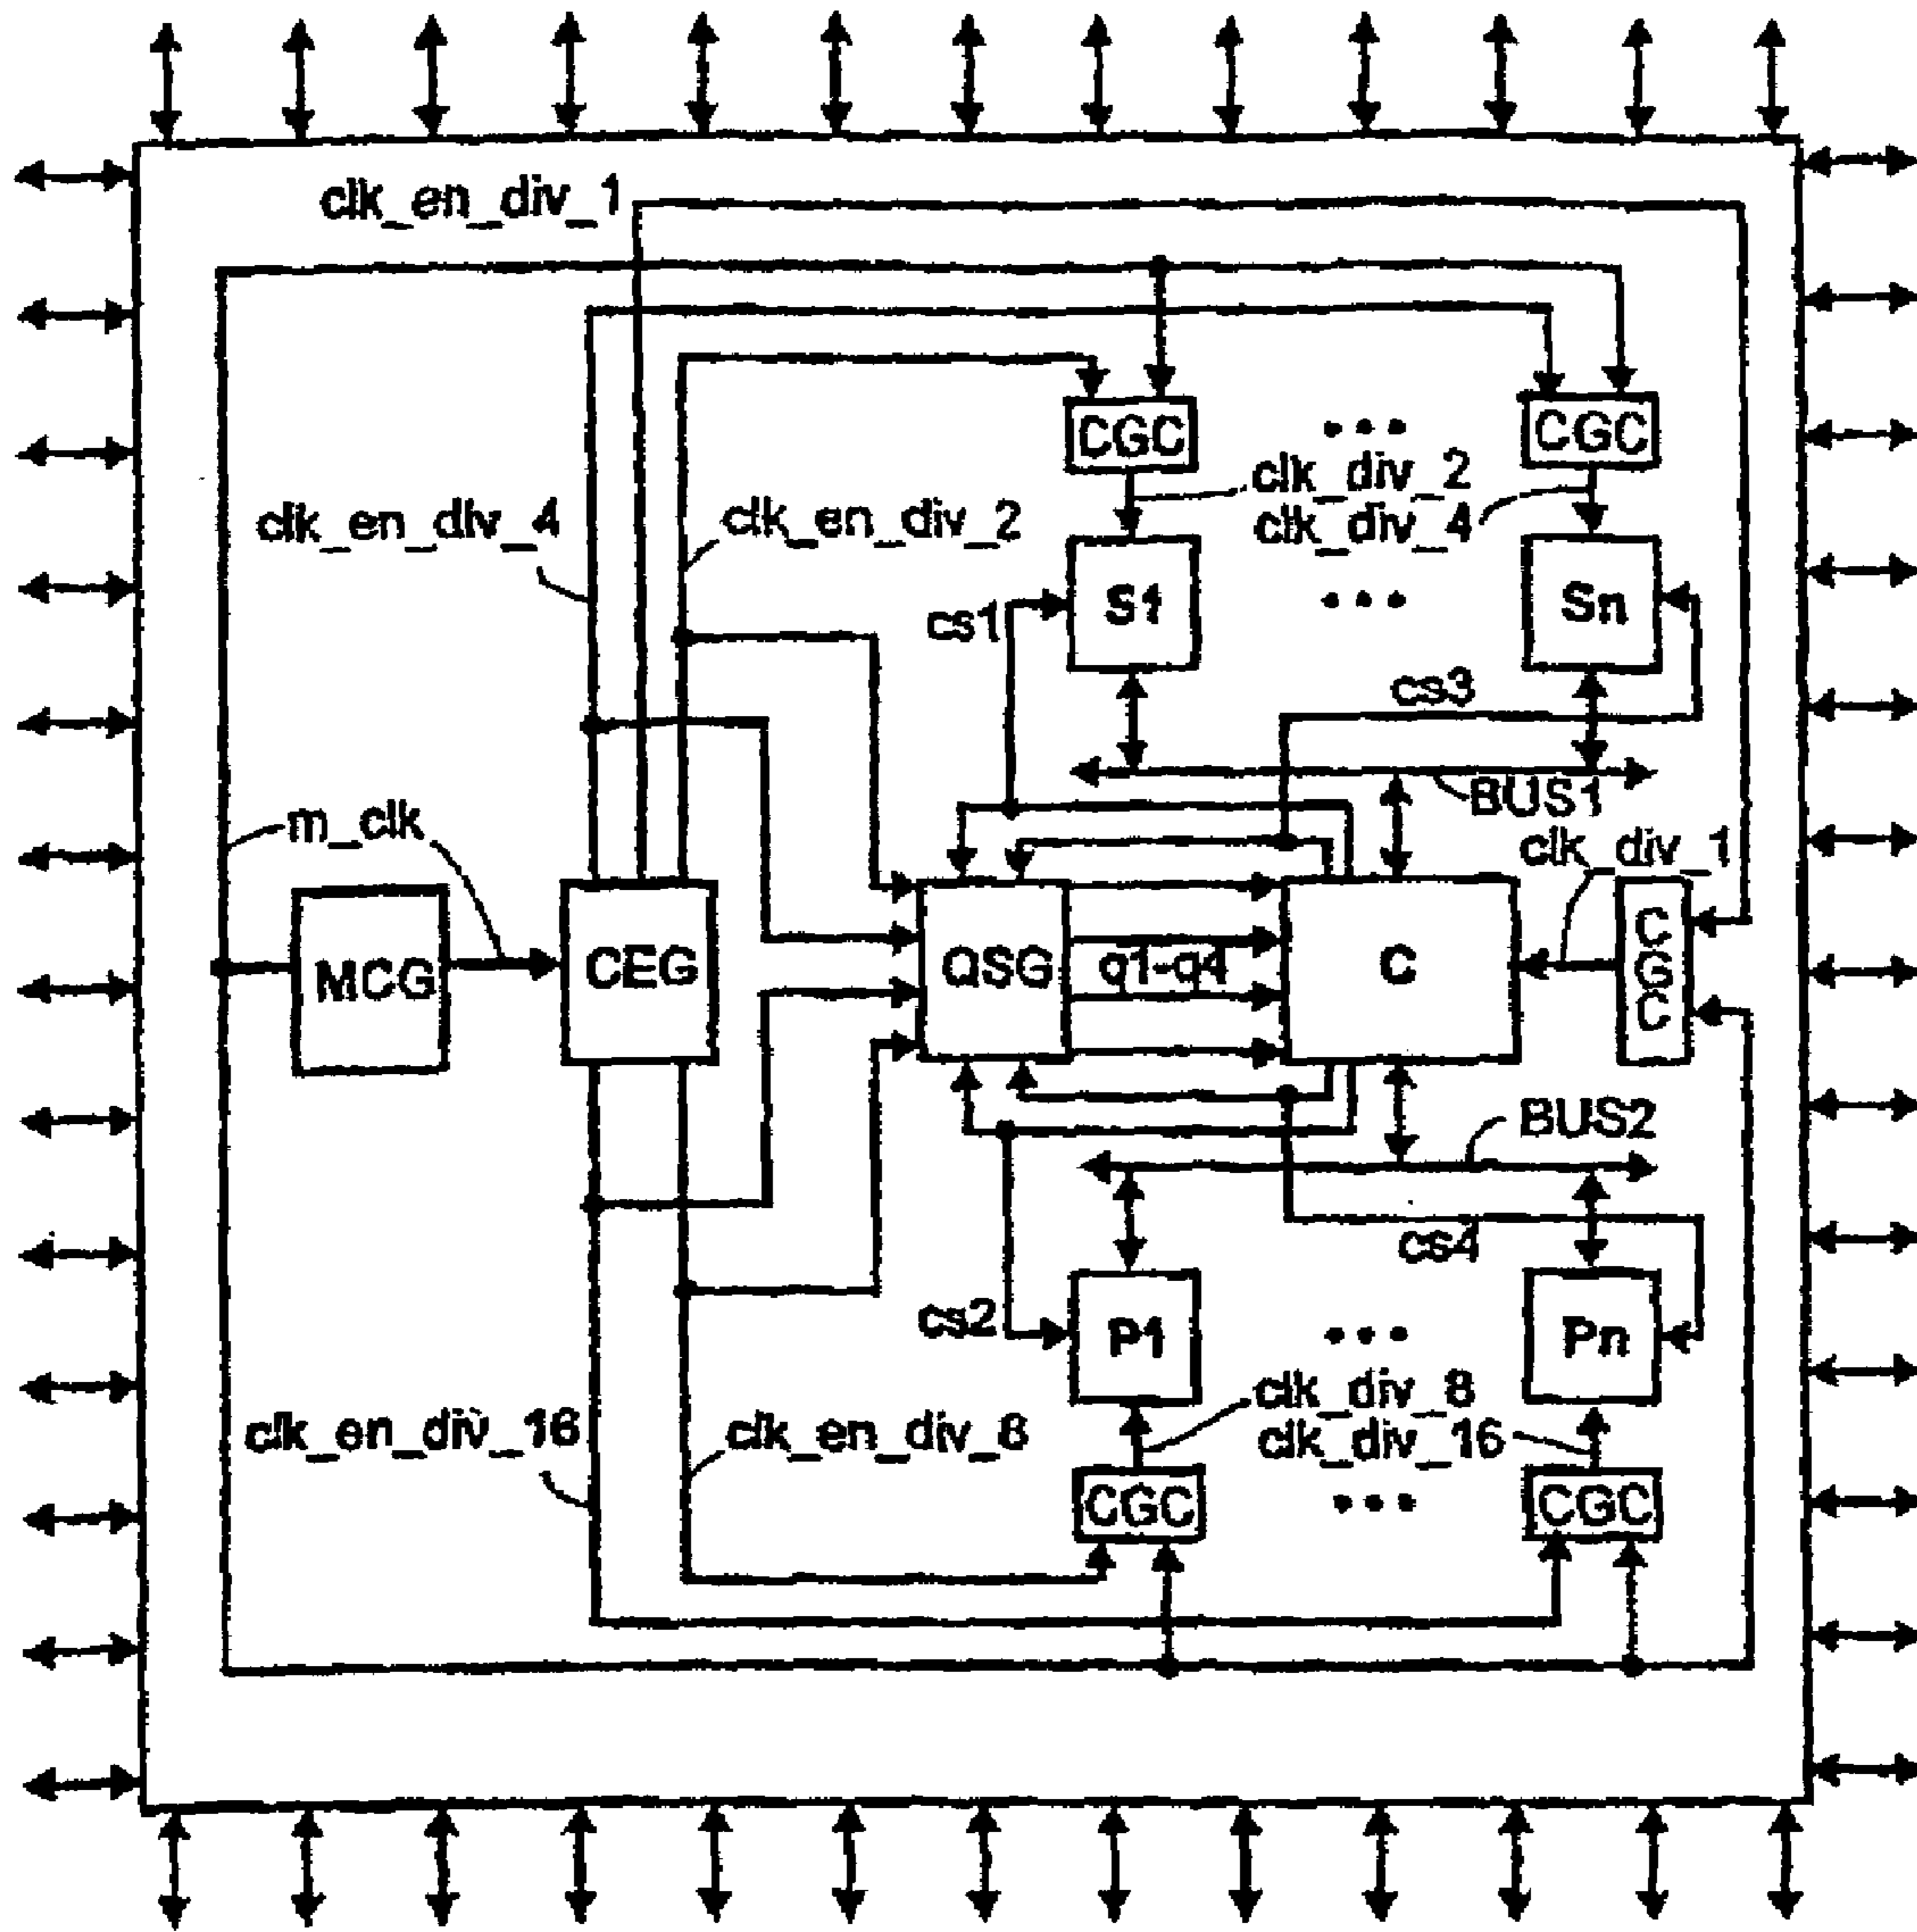 clk_en_div_1
CGC
CGC
clk_div_2
clk_en_div_4
clk_en_div_2
clk_div_4
S1
Sn
cs1
cs3
BUS1
m_clk
clk_div_1
MCG
CEG
QSG
q1-q4
C
CGC
BUS2
cs4
cs2
P1
Pn
clk_div_8
clk_en_div_16
clk_en_div_8
clk_div_16
CGC
CGC